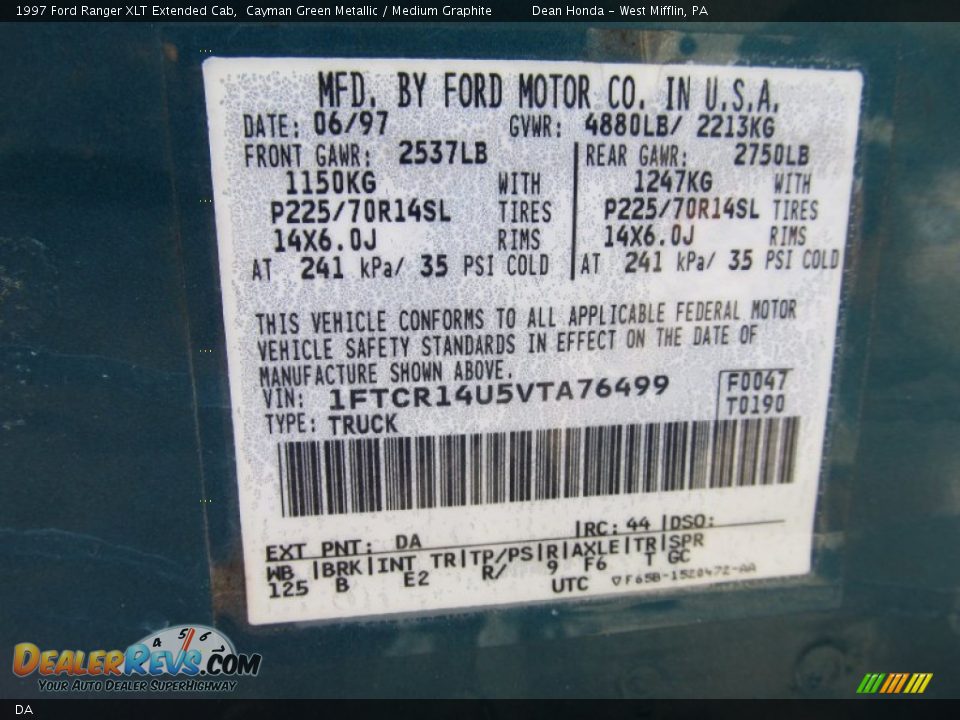 1997 Ford Ranger XLT Extended Cab, Cayman Green Metallic / Medium Graphite Dean Honda - West Mifflin, PA
MFD. BY FORD MOTOR CO. IN U.S.A.
DATE: 06/97 GVWR: 4880LB/ 2213KG
FRONT GAWR: 2537LB REAR GAWR: 2750LB
1150KG WITH 1247KG WITH
P225/70R14SL TIRES P225/70R14SL TIRES
14X6.0J RIMS 14X6.0J RIMS
AT 241 kPa/ 35 PSI COLD AT 241 kPa/ 35 PSI COLD
THIS VEHICLE CONFORMS TO ALL APPLICABLE FEDERAL MOTOR
VEHICLE SAFETY STANDARDS IN EFFECT ON THE DATE OF
MANUFACTURE SHOWN ABOVE.
VIN: 1FTCR14U5VTA76499 F0047
TYPE: TRUCK T0190
EXT PNT: DA RC: 44 DSO:
WB BRK INT TR TP/PS R AXLE TR SPR
125 B E2 R/ 9 F6 T GC
UTC ▽F65B-1520472-AA
4 5 6
DEALERREVS.COM
YOUR AUTO DEALER SUPERHIGHWAY
DA